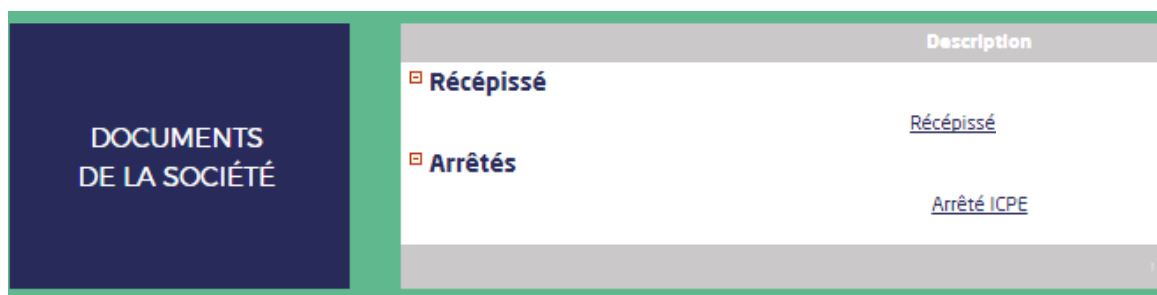 DOCUMENTS
DE LA SOCIÉTÉ
Description
Récépissé
Récépissé
Arrêtés
Arrêté ICPE